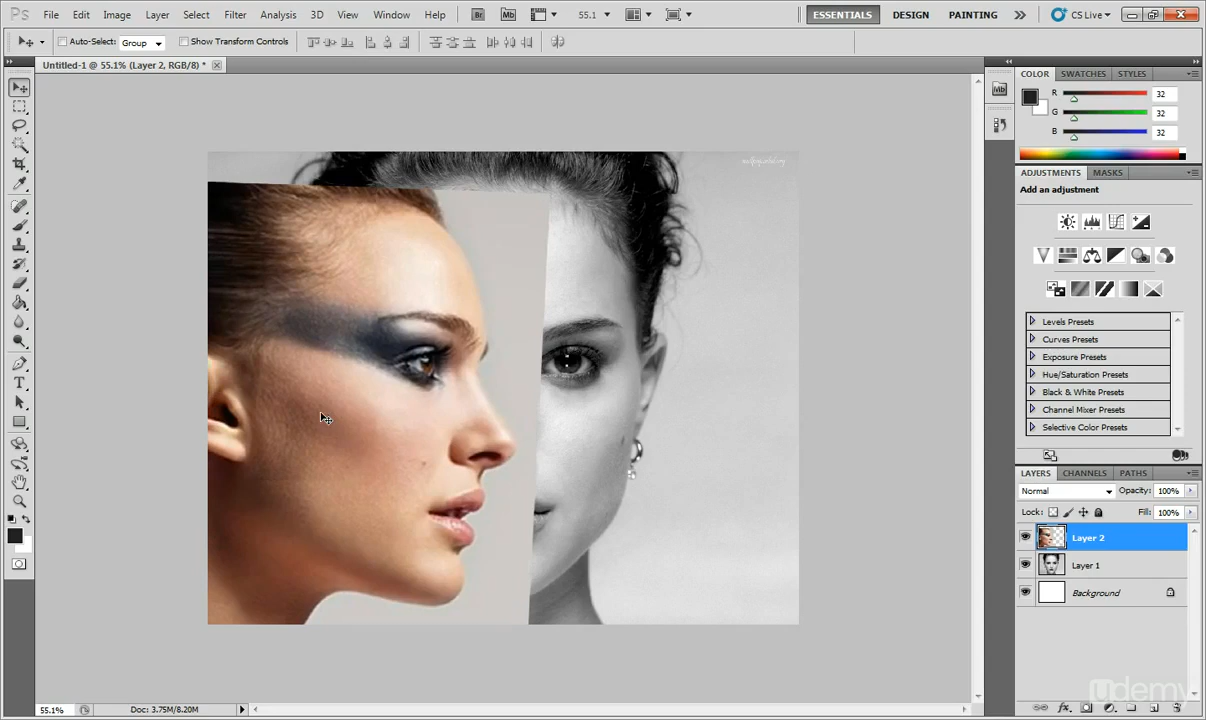 Ps File Edit Image Layer Select Filter Analysis 3D View Window Help Br Mb 55.1 ESSENTIALS DESIGN PAINTING CS Live
Auto-Select: Group Show Transform Controls
Untitled-1 @ 55.1% (Layer 2, RGB/8) *
Mb
COLOR SWATCHES STYLES
R 32
G 32
B 32
ADJUSTMENTS MASKS
Add an adjustment
Levels Presets
Curves Presets
Exposure Presets
Hue/Saturation Presets
Black & White Presets
Channel Mixer Presets
Selective Color Presets
LAYERS CHANNELS PATHS
Normal Opacity: 100%
Lock: Fill: 100%
Layer 2
Layer 1
Background
udemy
55.1% Doc: 3.75M/8.20M